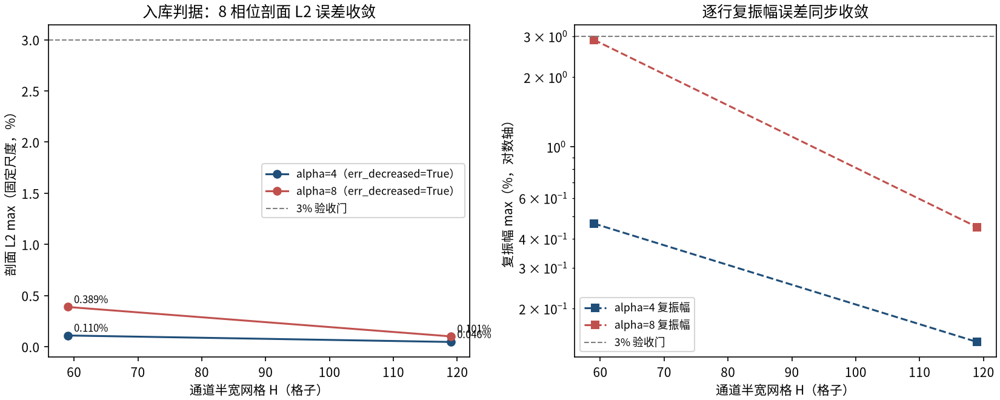 入库判据：8 相位剖面 L2 误差收敛
3.0
2.5
2.0
1.5
1.0
0.5
0.0
剖面 L2 max（固定尺度，%）
alpha=4（err_decreased=True）
alpha=8（err_decreased=True）
3% 验收门
0.389%
0.110%
0.101%
0.046%
60 70 80 90 100 110 120
通道半宽网格 H（格子）
逐行复振幅误差同步收敛
3 × 10⁰
2 × 10⁰
10⁰
6 × 10⁻¹
4 × 10⁻¹
3 × 10⁻¹
2 × 10⁻¹
复振幅 max（%，对数轴）
alpha=4 复振幅
alpha=8 复振幅
3% 验收门
60 70 80 90 100 110 120
通道半宽网格 H（格子）